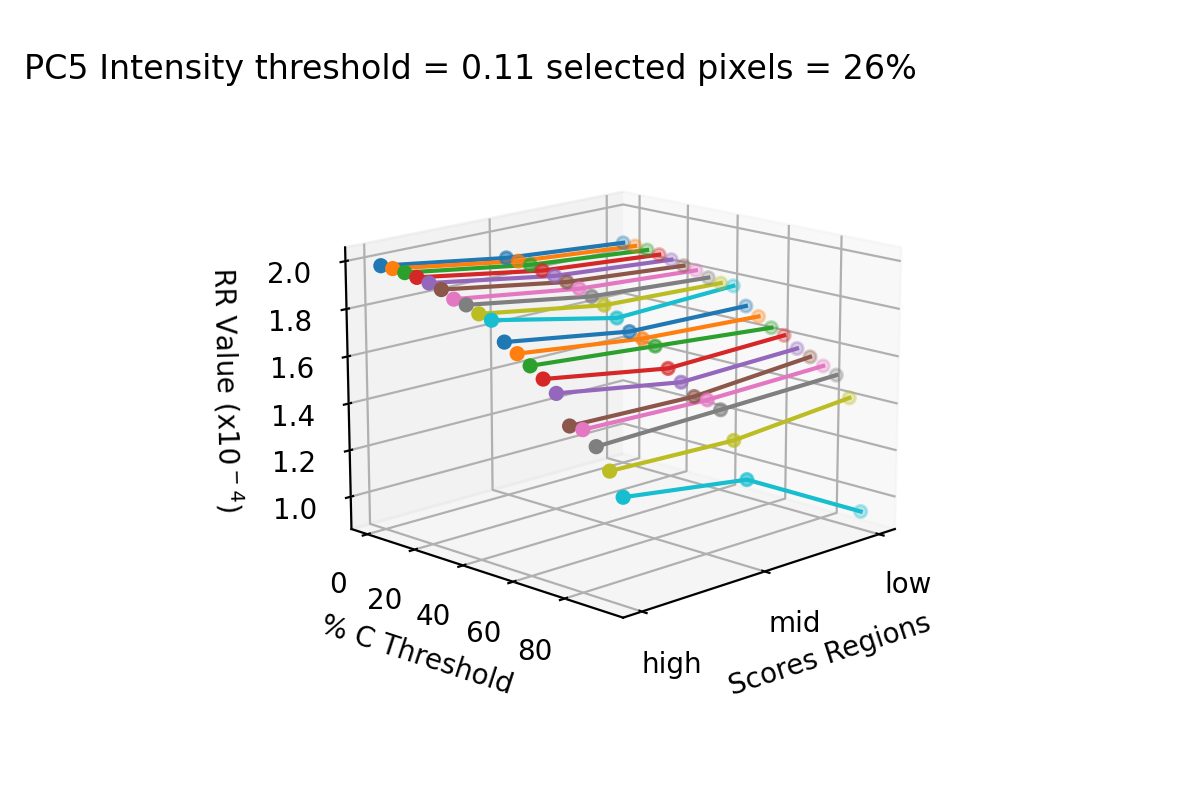 PC5 Intensity threshold = 0.11 selected pixels = 26%
RR Value (x10⁻⁴)
2.0
1.8
1.6
1.4
1.2
1.0
0
20
40
60
80
% C Threshold
high
mid
low
Scores Regions